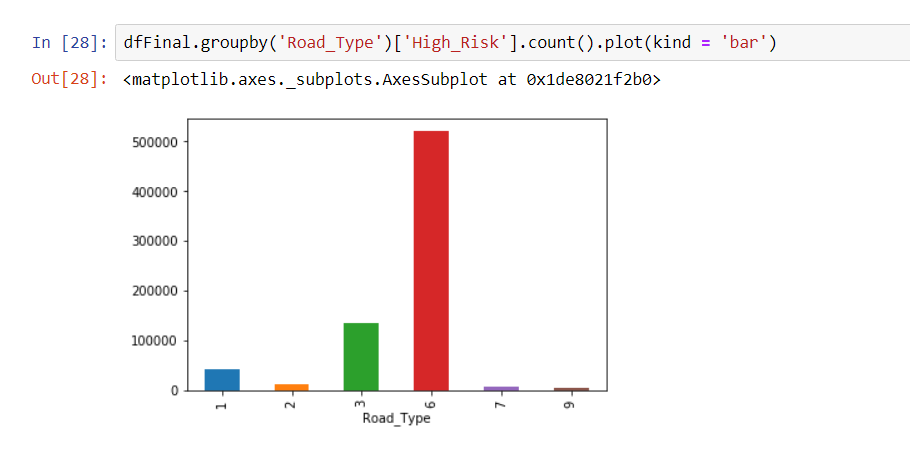 In [28]: dfFinal.groupby('Road_Type')['High_Risk'].count().plot(kind = 'bar')
Out[28]: <matplotlib.axes._subplots.AxesSubplot at 0x1de8021f2b0>
500000
400000
300000
200000
100000
0
1 2 3 6 7 9
Road_Type